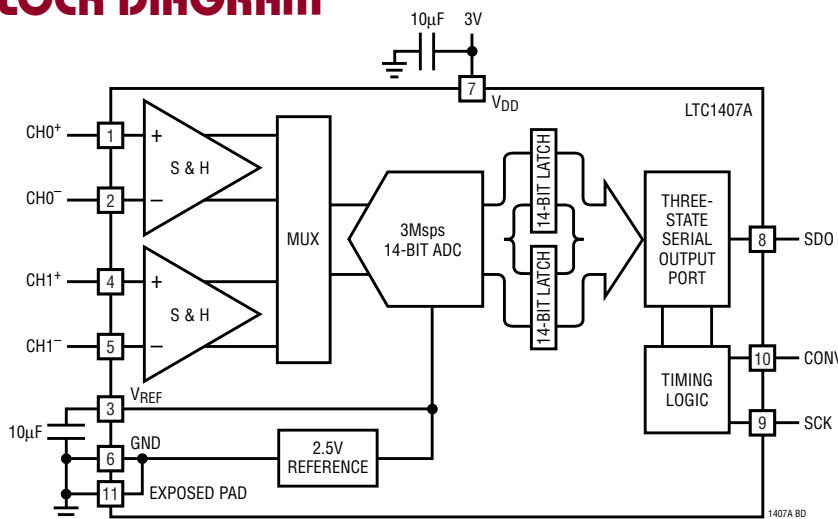 BLOCK DIAGRAM
10µF 3V
7
VDD
LTC1407A
CH0+
1
+
S & H
CH0–
2
–
CH1+
4
+
S & H
CH1–
5
–
MUX
3Msps
14-BIT ADC
14-BIT LATCH
14-BIT LATCH
THREE-
STATE
SERIAL
OUTPUT
PORT
8
SDO
10
CONV
TIMING
LOGIC
9
SCK
3
VREF
10µF
6
GND
2.5V
REFERENCE
11
EXPOSED PAD
1407A BD